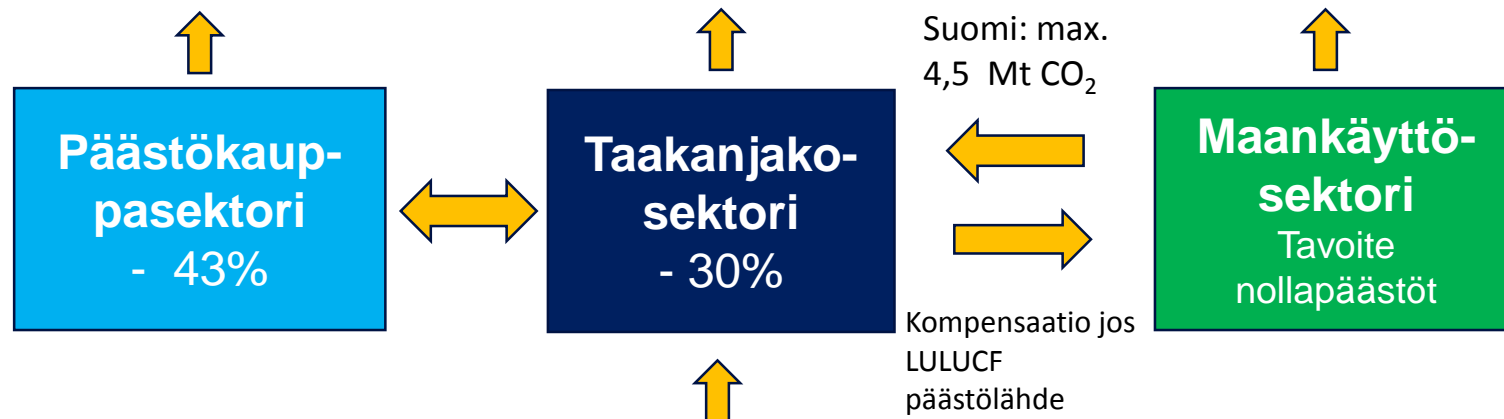 Suomi: max.
4,5 Mt CO₂
Päästökaup-
pasektori
- 43%
Taakanjako-
sektori
- 30%
Maankäyttö-
sektori
Tavoite
nollapäästöt
Kompensaatio jos
LULUCF
päästölähde